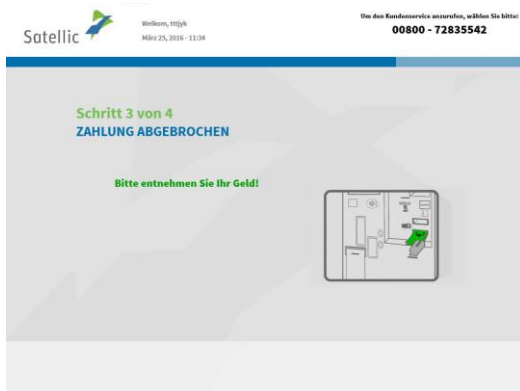 Satellic
Welkom, tttjyk
März 25, 2016 - 11:34
Um den Kundenservice anzurufen, wählen Sie bitte:
00800 - 72835542
Schritt 3 von 4
ZAHLUNG ABGEBROCHEN
Bitte entnehmen Sie Ihr Geld!